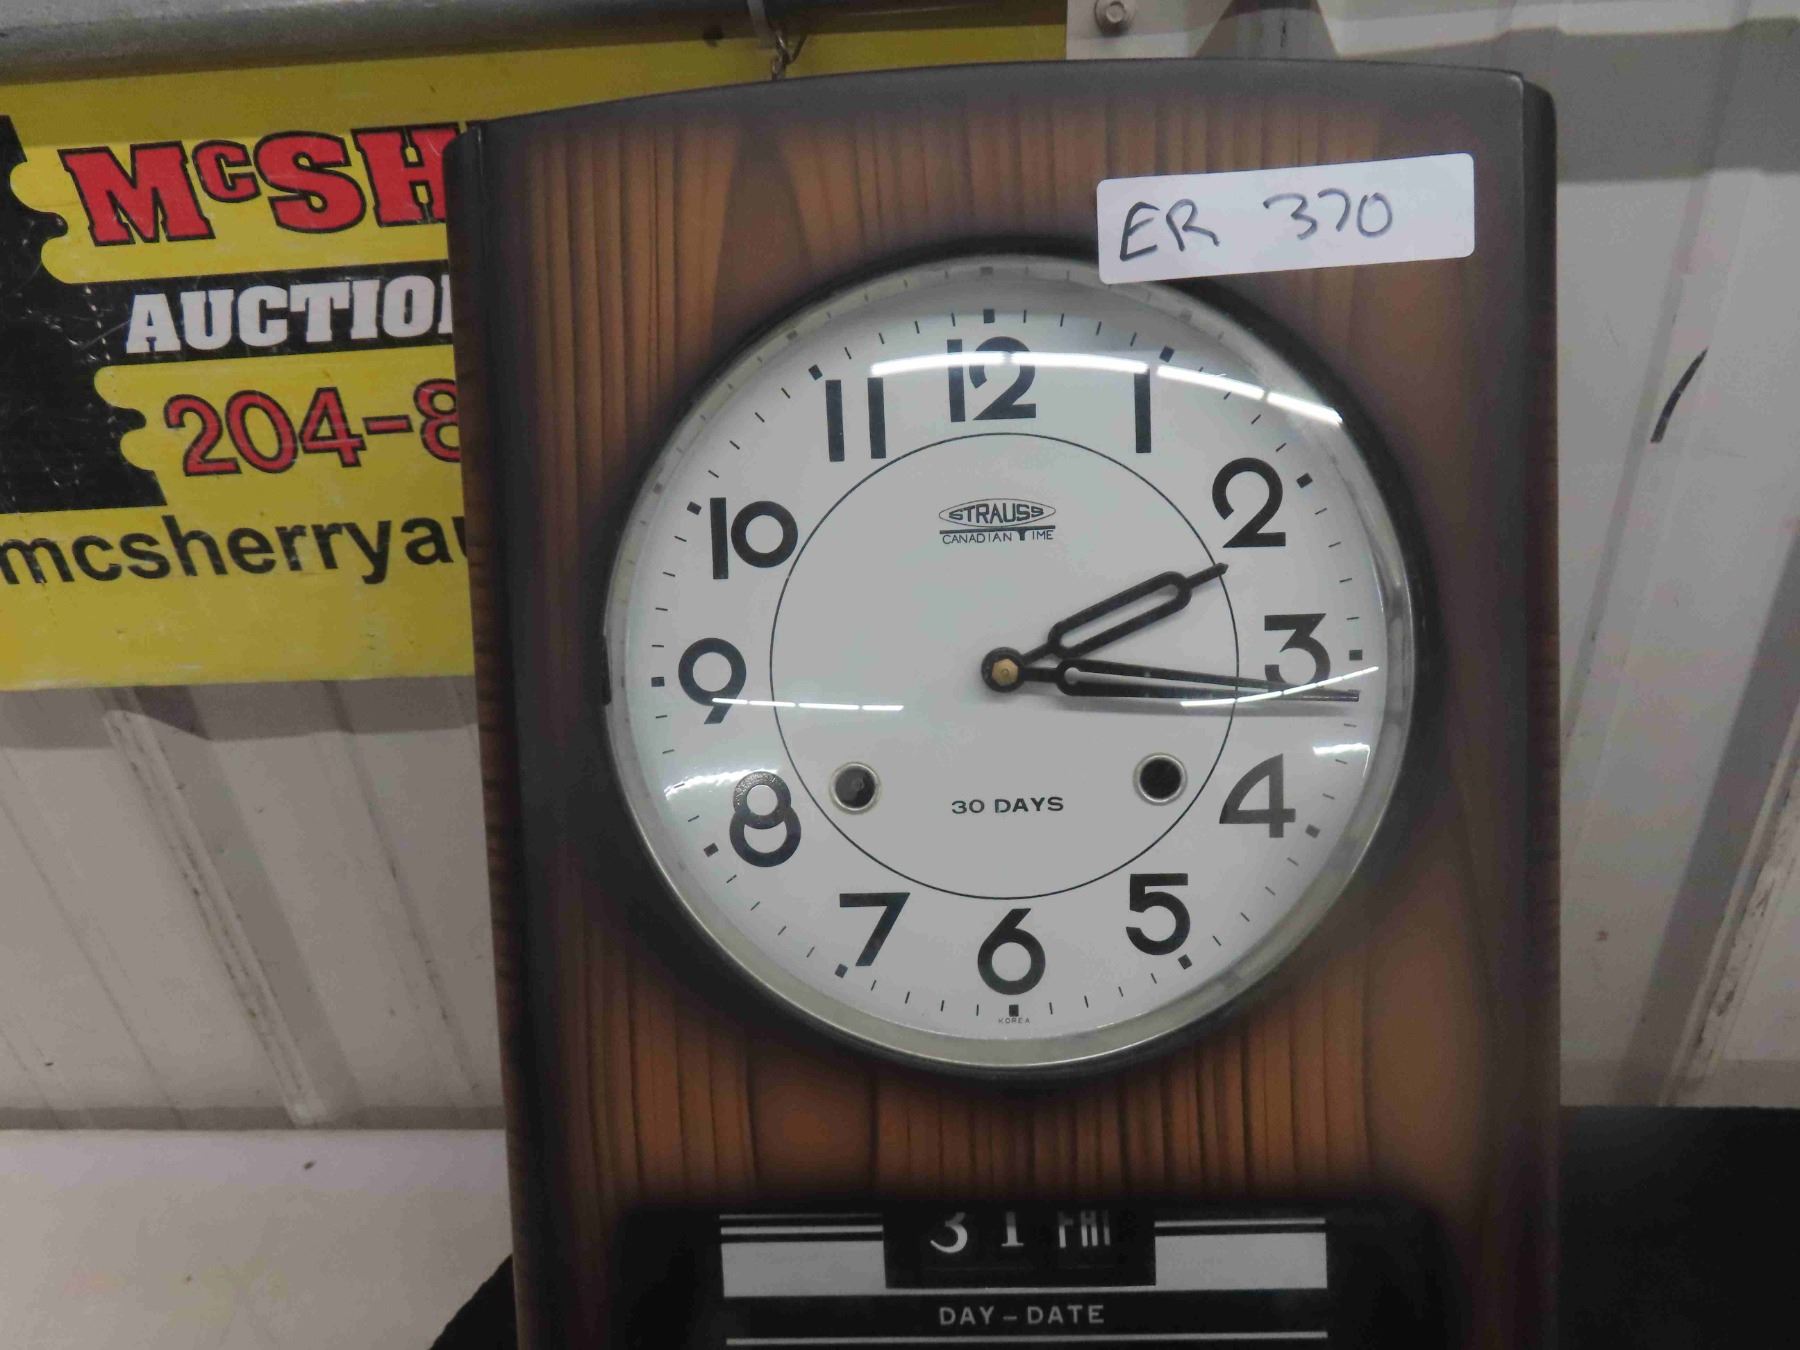 McSH
AUCTIO
204-8
mcsherryau
ER 370
12
11 1
10 2
9 3
8 4
7 5
6
STRAUSS
CANADIAN TIME
30 DAYS
KOREA
31 FRI
DAY-DATE